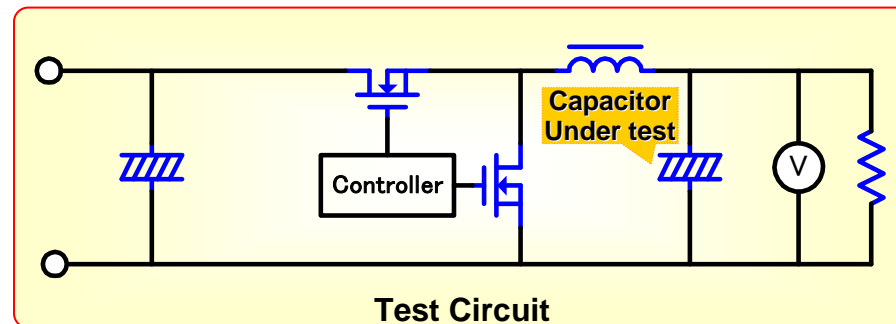 Capacitor
Under test
Controller
V
Test Circuit